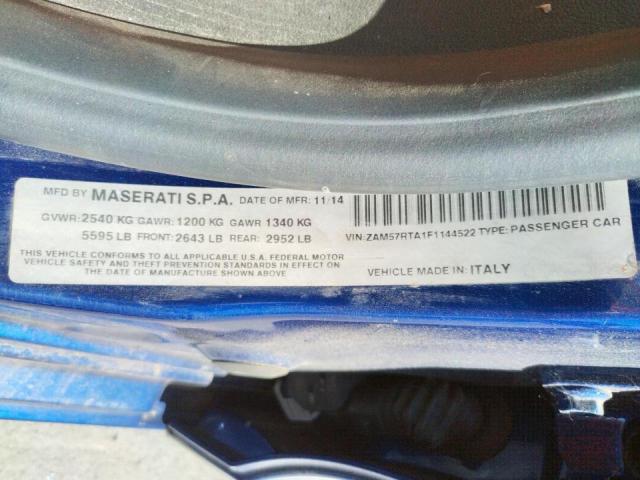 MFD BY MASERATI S.P.A. DATE OF MFR: 11/14
GVWR: 2540 KG GAWR: 1200 KG GAWR 1340 KG
5595 LB FRONT: 2643 LB REAR: 2952 LB
THIS VEHICLE CONFORMS TO ALL APPLICABLE U.S.A. FEDERAL MOTOR
VEHICLE SAFETY AND THEFT PREVENTION STANDARDS IN EFFECT ON
THE DATE OF MANUFACTURE SHOWN ABOVE
VIN: ZAM57RTA1F1144522 TYPE: PASSENGER CAR
VEHICLE MADE IN: ITALY